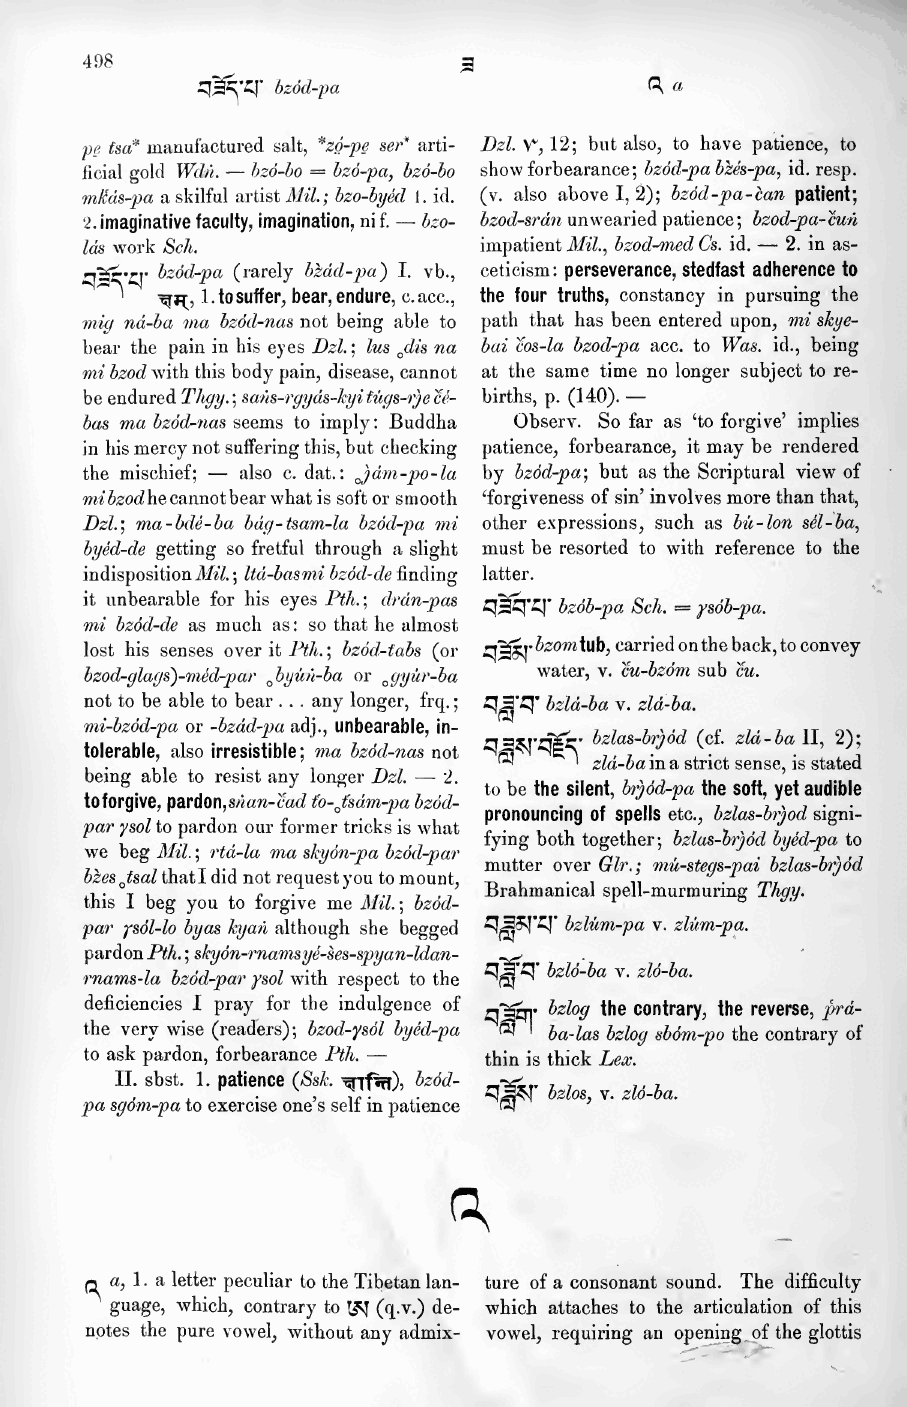 498
ཟ
བཟོད་པ་ bzód-pa
འ a
pe̱ tsa* manufactured salt, *zó̱-pe̱ ser* arti-
ficial gold Wdṅ. — bzó-bo = bzó-pa, bzó-bo
mḱás-pa a skilful artist Mil.; bzo-byéd 1. id.
2. imaginative faculty, imagination, ni f. — bzo-
lás work Sch.
བཟོད་པ་ bzód-pa (rarely bžád-pa) I. vb.,
क्षम्, 1. to suffer, bear, endure, c. acc.,
mig ná-ba ma bzód-nas not being able to
bear the pain in his eyes Dzl.; lus ₒdis na
mi bzod with this body pain, disease, cannot
be endured Thgy.; saṅs-rgyás-kyi túgs-rje čé-
bas ma bzód-nas seems to imply: Buddha
in his mercy not suffering this, but checking
the mischief; — also c. dat.: ₒjám-po-la
mi bzod he cannot bear what is soft or smooth
Dzl.; ma-bdé-ba bág-tsam-la bzód-pa mi
byéd-de getting so fretful through a slight
indisposition Mil.; ltá-bas mi bzód-de finding
it unbearable for his eyes Pth.; drán-pas
mi bzód-de as much as: so that he almost
lost his senses over it Pth.; bzód-tabs (or
bzod-glags)-méd-par ₒbyúṅ-ba or ₒgyúr-ba
not to be able to bear . . . any longer, frq.;
mi-bzód-pa or -bzád-pa adj., unbearable, in-
tolerable, also irresistible; ma bzód-nas not
being able to resist any longer Dzl. — 2.
to forgive, pardon, sṅan-čad to-ₒtsám-pa bzód-
par ysol to pardon our former tricks is what
we beg Mil.; rtá-la ma skyón-pa bzód-par
bžes ₒtsal that I did not request you to mount,
this I beg you to forgive me Mil.; bzód-
par ysól-lo byas kyaṅ although she begged
pardon Pth.; skyón-rnams yé-šes-spyan-ldan-
rnams-la bzód-par ysol with respect to the
deficiencies I pray for the indulgence of
the very wise (readers); bzod-ysól byéd-pa
to ask pardon, forbearance Pth. —
II. sbst. 1. patience (Ssk. क्षान्ति), bzód-
pa sgóm-pa to exercise one's self in patience
Dzl. ७, 12; but also, to have patience, to
show forbearance; bzód-pa bžés-pa, id. resp.
(v. also above I, 2); bzód-pa-čan patient;
bzod-srán unwearied patience; bzod-pa-čuṅ
impatient Mil., bzod-med Cs. id. — 2. in as-
ceticism: perseverance, stedfast adherence to
the four truths, constancy in pursuing the
path that has been entered upon, mi skye-
bai čos-la bzod-pa acc. to Was. id., being
at the same time no longer subject to re-
births, p. (140). —
Observ. So far as 'to forgive' implies
patience, forbearance, it may be rendered
by bzód-pa; but as the Scriptural view of
'forgiveness of sin' involves more than that,
other expressions, such as bú-lon sél-ba,
must be resorted to with reference to the
latter.
བཟོབ་པ་ bzób-pa Sch. = ysób-pa.
བཟོམ་ bzom tub, carried on the back, to convey
water, v. ču-bzóm sub ču.
བཟླ་བ་ bzlá-ba v. zlá-ba.
བཟླས་བརྗོད་ bzlas-brjód (cf. zlá-ba II, 2);
zlá-ba in a strict sense, is stated
to be the silent, brjód-pa the soft, yet audible
pronouncing of spells etc., bzlas-brjod signi-
fying both together; bzlas-brjód byéd-pa to
mutter over Glr.; mú-stegs-pai bzlas-brjód
Brahmanical spell-murmuring Thgy.
བཟླུམ་པ་ bzlúm-pa v. zlúm-pa.
བཟློ་བ་ bzló-ba v. zló-ba.
བཟློག་ bzlog the contrary, the reverse, prá-
ba-las bzlog sbóm-po the contrary of
thin is thick Lex.
བཟློས་ bzlos, v. zló-ba.
འ
འ a, 1. a letter peculiar to the Tibetan lan-
guage, which, contrary to ཨ (q.v.) de-
notes the pure vowel, without any admix-
ture of a consonant sound. The difficulty
which attaches to the articulation of this
vowel, requiring an opening of the glottis